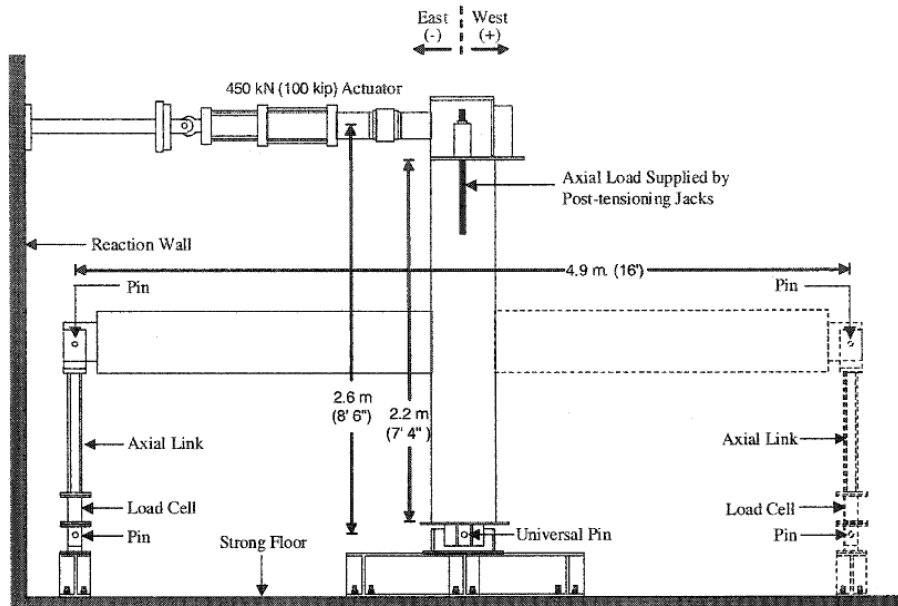 East
(-)
West
(+)
450 kN (100 kip) Actuator
Axial Load Supplied by
Post-tensioning Jacks
Reaction Wall
4.9 m. (16')
Pin
Pin
2.6 m
(8' 6")
2.2 m
(7' 4" )
Axial Link
Axial Link
Load Cell
Load Cell
Pin
Universal Pin
Pin
Strong Floor